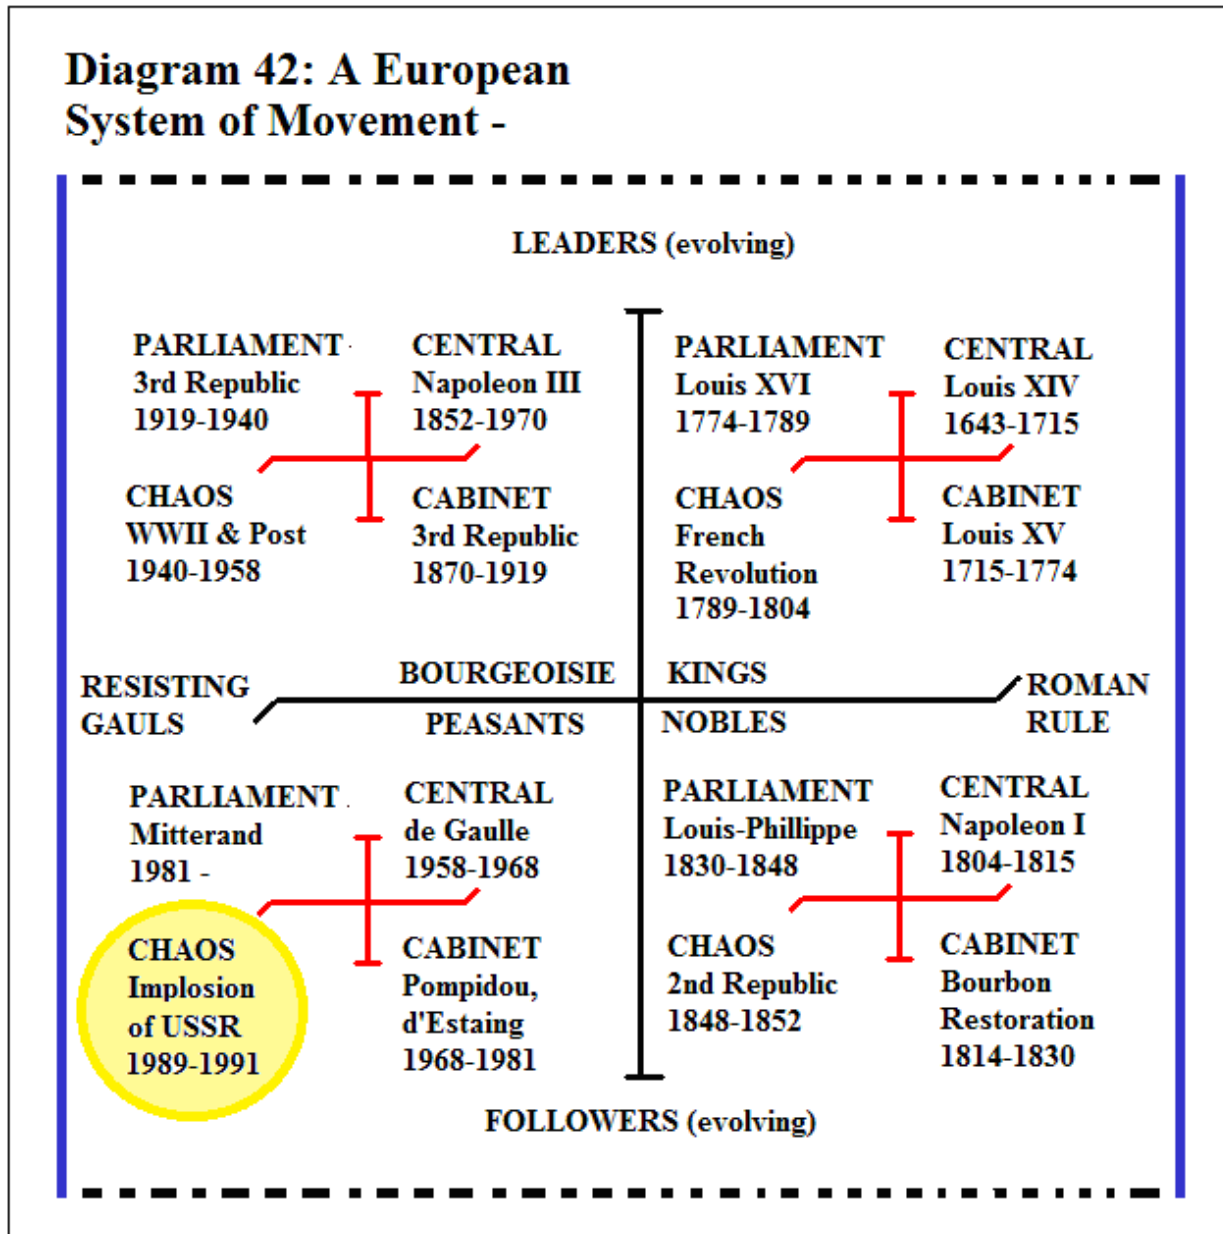 Diagram 42: A European
System of Movement -
LEADERS (evolving)
PARLIAMENT
3rd Republic
1919-1940
CENTRAL
Napoleon III
1852-1970
CHAOS
WWII & Post
1940-1958
CABINET
3rd Republic
1870-1919
PARLIAMENT
Louis XVI
1774-1789
CENTRAL
Louis XIV
1643-1715
CHAOS
French
Revolution
1789-1804
CABINET
Louis XV
1715-1774
RESISTING
GAULS
BOURGEOISIE
KINGS
PEASANTS
NOBLES
ROMAN
RULE
PARLIAMENT
Mitterand
1981 -
CENTRAL
de Gaulle
1958-1968
CHAOS
Implosion
of USSR
1989-1991
CABINET
Pompidou,
d'Estaing
1968-1981
PARLIAMENT
Louis-Phillippe
1830-1848
CENTRAL
Napoleon I
1804-1815
CHAOS
2nd Republic
1848-1852
CABINET
Bourbon
Restoration
1814-1830
FOLLOWERS (evolving)